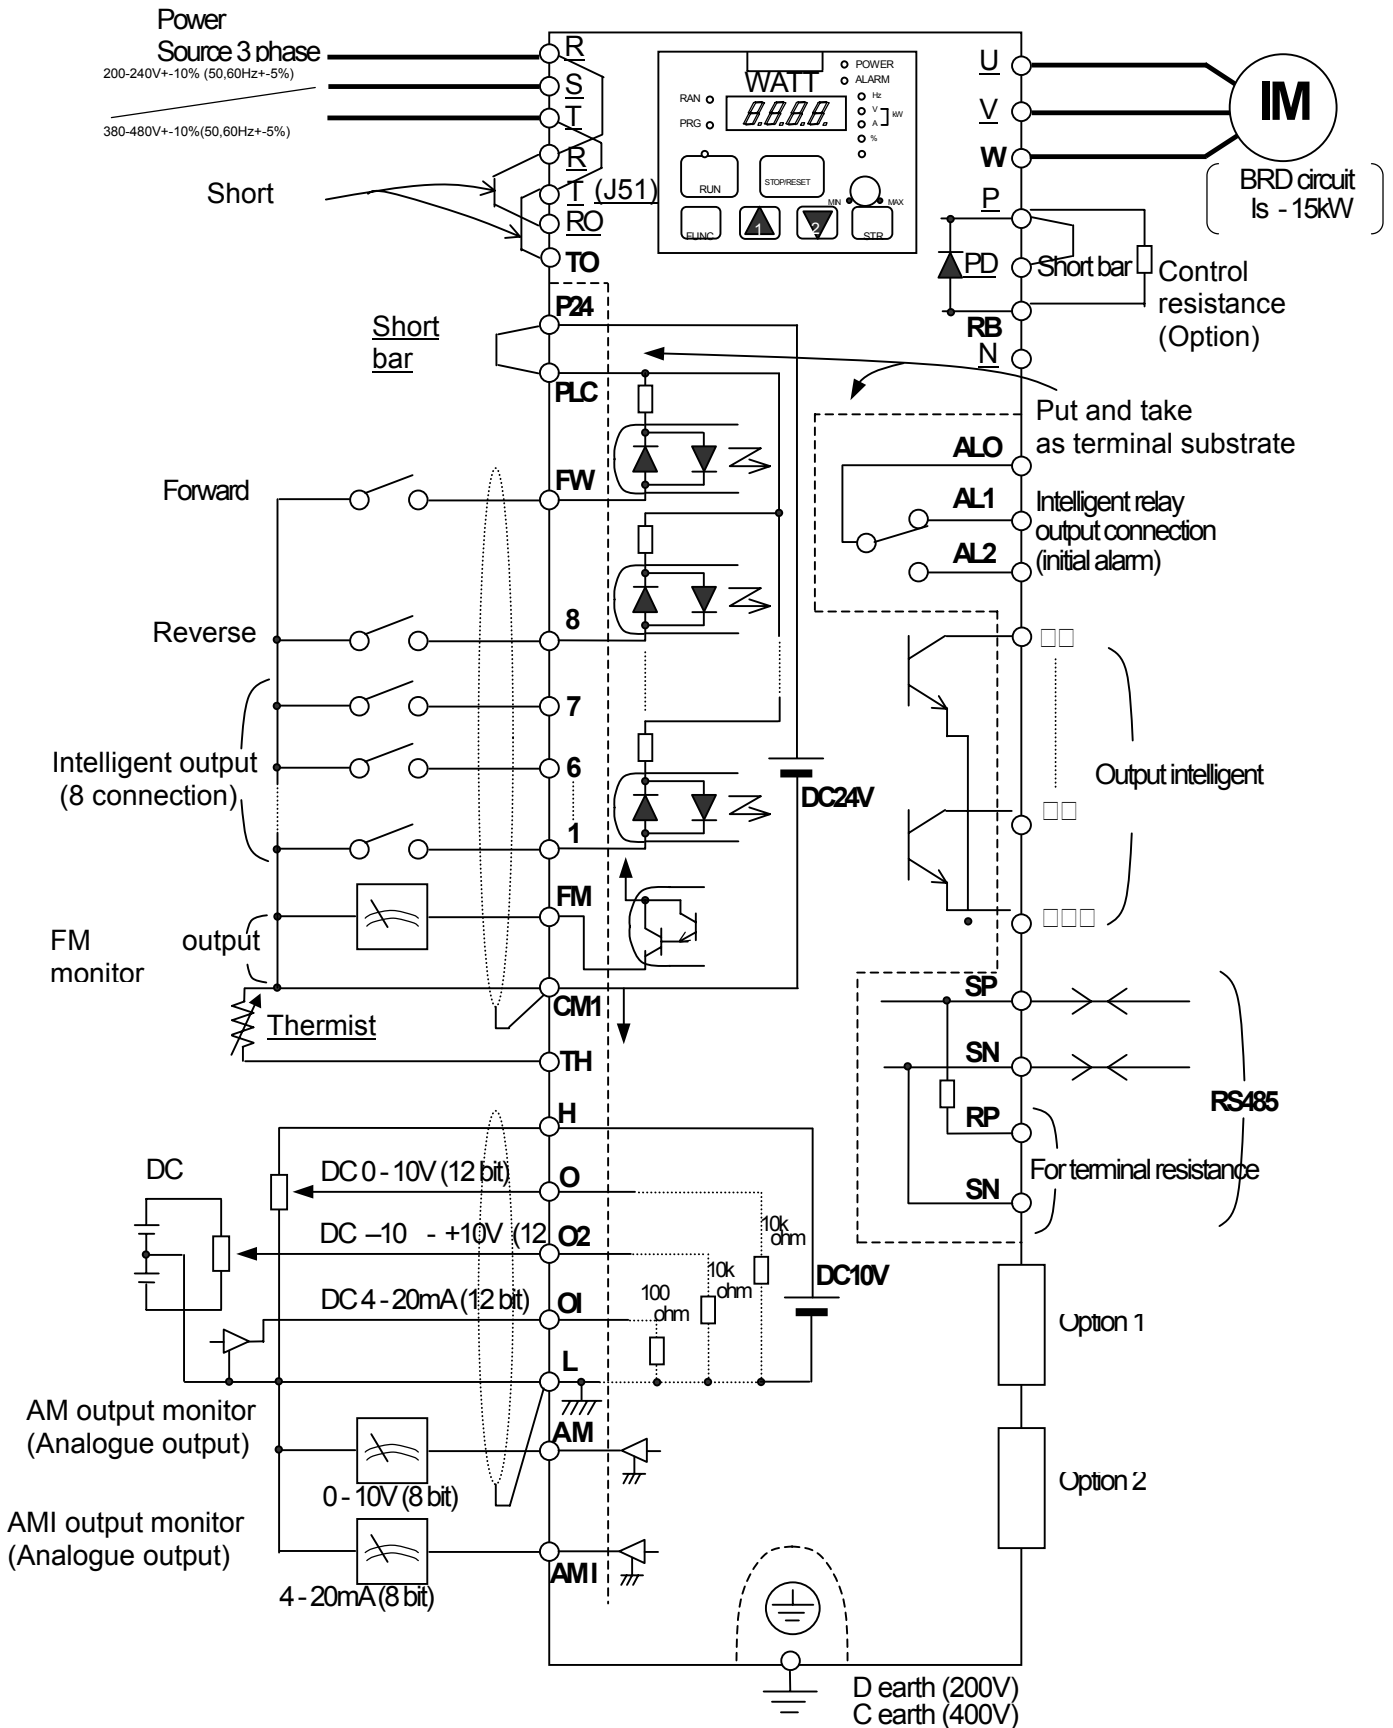 Power
Source 3 phase
200-240V+-10% (50,60Hz+-5%)
380-480V+-10%(50,60Hz+-5%)
R
S
T
R
T (J51)
RO
TO
Short
WATT
POWER
ALARM
RAN
PRG
8.8.8.8.
Hz
V
A
kW
%
RUN
STOP/RESET
MIN
MAX
FUNC
1
2
STR
U
V
W
IM
BRD circuit
Is - 15kW
P
PD
Short bar
RB
N
Control
resistance
(Option)
P24
Short
bar
PLC
Put and take
as terminal substrate
ALO
AL1
AL2
Intelligent relay
output connection
(initial alarm)
Forward
FW
Reverse
8
7
6
1
Intelligent output
(8 connection)
DC24V
Output intelligent
FM
FM output
monitor
CM1
Thermist
TH
SP
SN
RP
SN
RS485
For terminal resistance
H
DC
DC 0 - 10V (12 bit)
O
DC –10 - +10V (12
O2
DC 4 - 20mA (12 bit)
OI
L
10k
ohm
10k
ohm
100
ohm
DC10V
Option 1
Option 2
AM output monitor
(Analogue output)
AM
0 - 10V (8 bit)
AMI output monitor
(Analogue output)
AMI
4 - 20mA (8 bit)
D earth (200V)
C earth (400V)